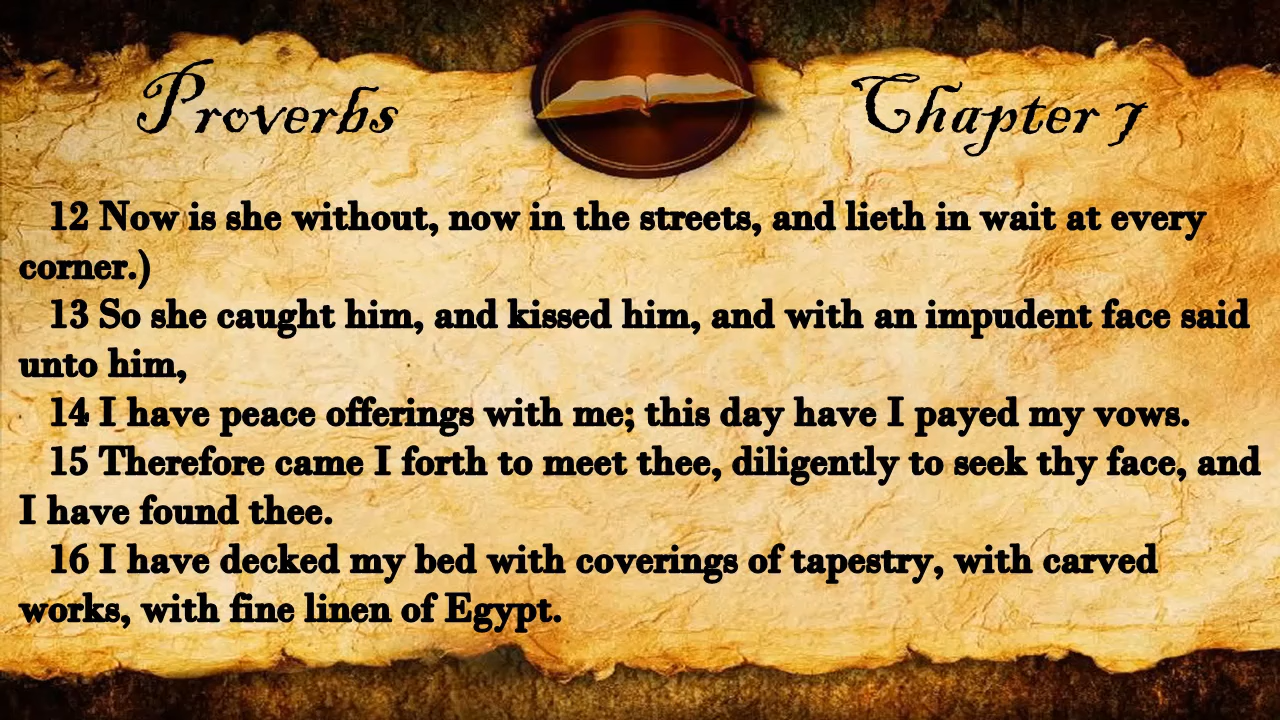 Proverbs
Chapter 7
12 Now is she without, now in the streets, and lieth in wait at every
corner.)
13 So she caught him, and kissed him, and with an impudent face said
unto him,
14 I have peace offerings with me; this day have I payed my vows.
15 Therefore came I forth to meet thee, diligently to seek thy face, and
I have found thee.
16 I have decked my bed with coverings of tapestry, with carved
works, with fine linen of Egypt.